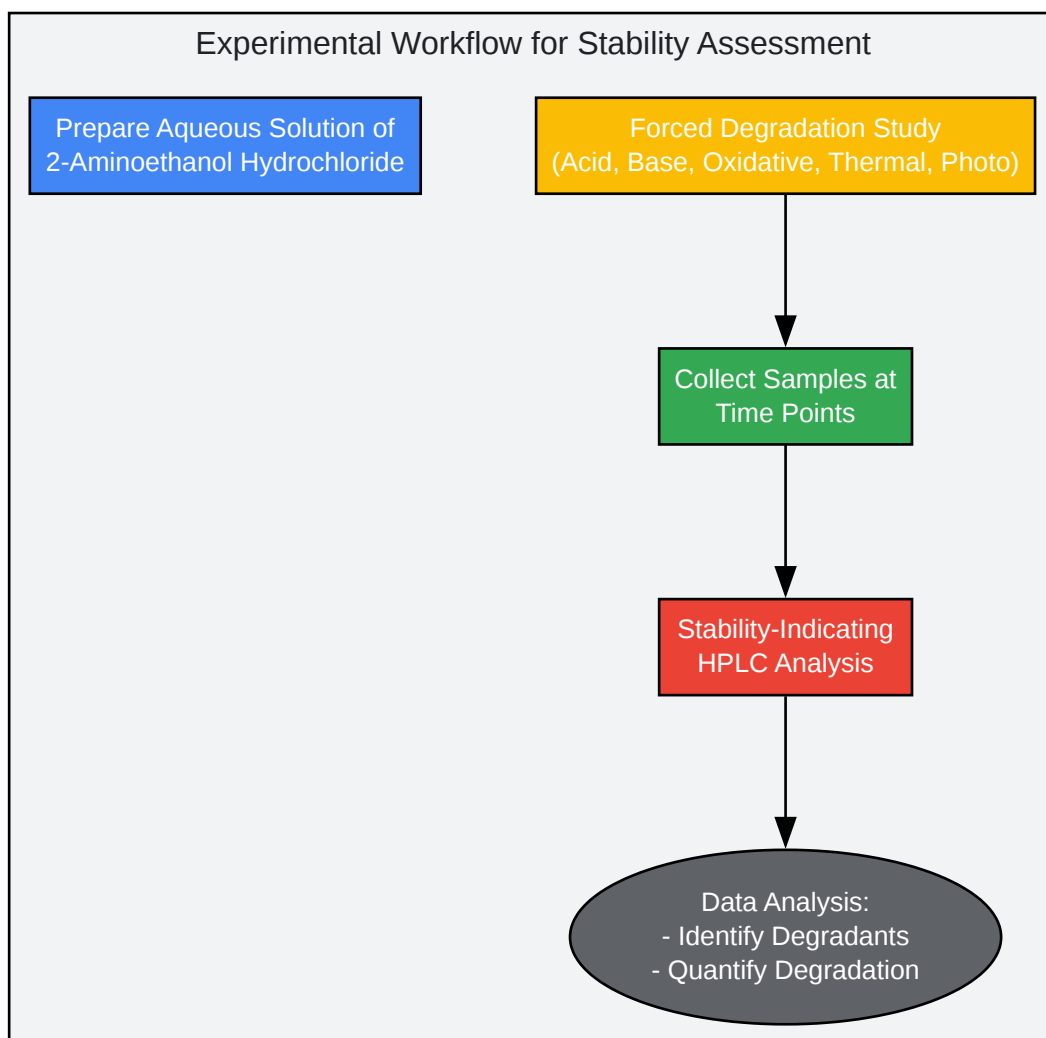 Experimental Workflow for Stability Assessment
Prepare Aqueous Solution of
2-Aminoethanol Hydrochloride
Forced Degradation Study
(Acid, Base, Oxidative, Thermal, Photo)
Collect Samples at
Time Points
Stability-Indicating
HPLC Analysis
Data Analysis:
- Identify Degradants
- Quantify Degradation